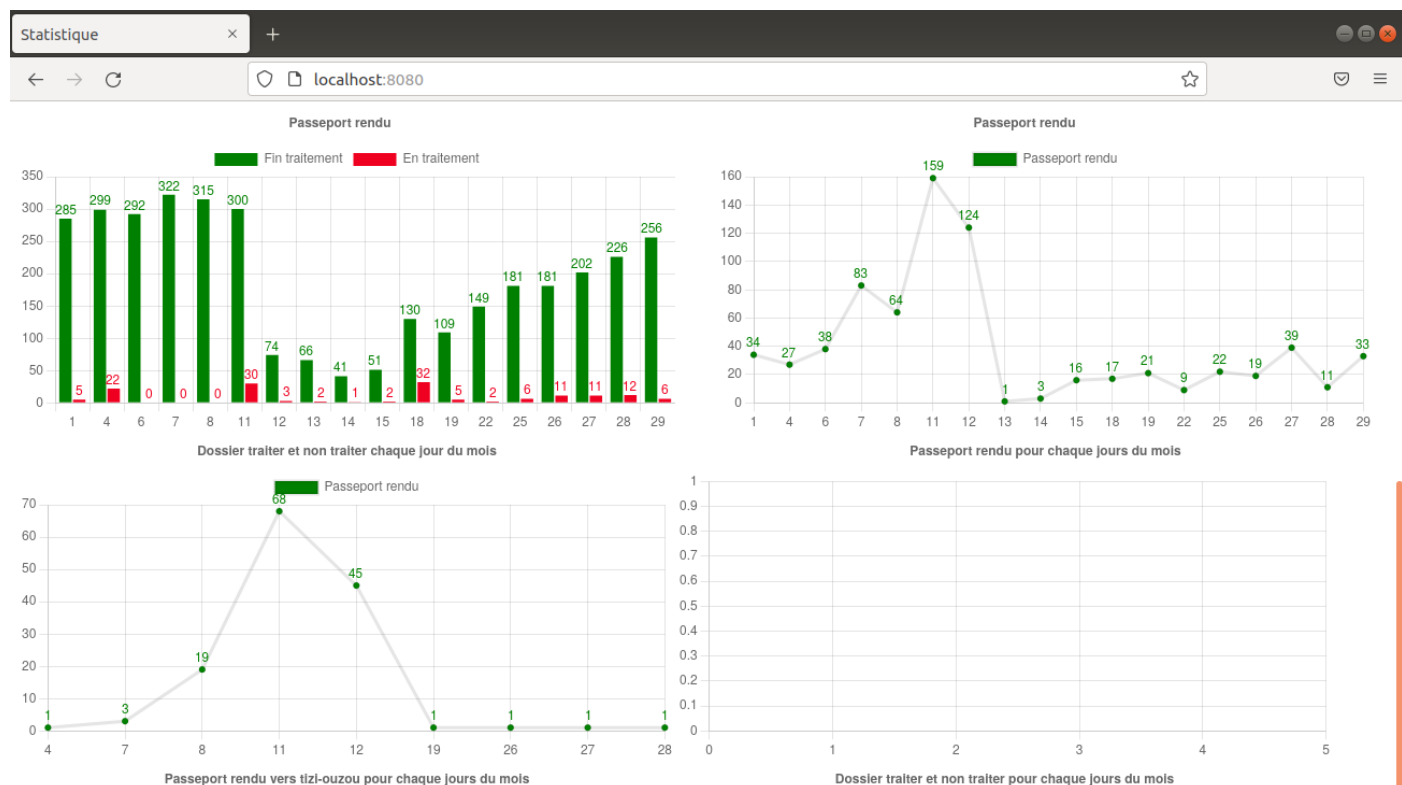 Statistique
localhost:8080
Passeport rendu
Fin traitement En traitement
350
300
250
200
150
100
50
0
285 299 292 322 315 300 74 66 41 51 130 109 149 181 181 202 226 256
5 22 0 0 0 30 3 2 1 2 32 5 2 6 11 11 12 6
1 4 6 7 8 11 12 13 14 15 18 19 22 25 26 27 28 29
Dossier traiter et non traiter chaque jour du mois
Passeport rendu
Passeport rendu
160
140
120
100
80
60
40
20
0
34 27 38 83 64 159 124 1 3 16 17 21 9 22 19 39 11 33
1 4 6 7 8 11 12 13 14 15 18 19 22 25 26 27 28 29
Passeport rendu pour chaque jours du mois
Passeport rendu
70
60
50
40
30
20
10
0
1 3 19 68 45 1 1 1 1
4 7 8 11 12 19 26 27 28
Passeport rendu vers tizi-ouzou pour chaque jours du mois
1
0.9
0.8
0.7
0.6
0.5
0.4
0.3
0.2
0.1
0
0 1 2 3 4 5
Dossier traiter et non traiter pour chaque jours du mois